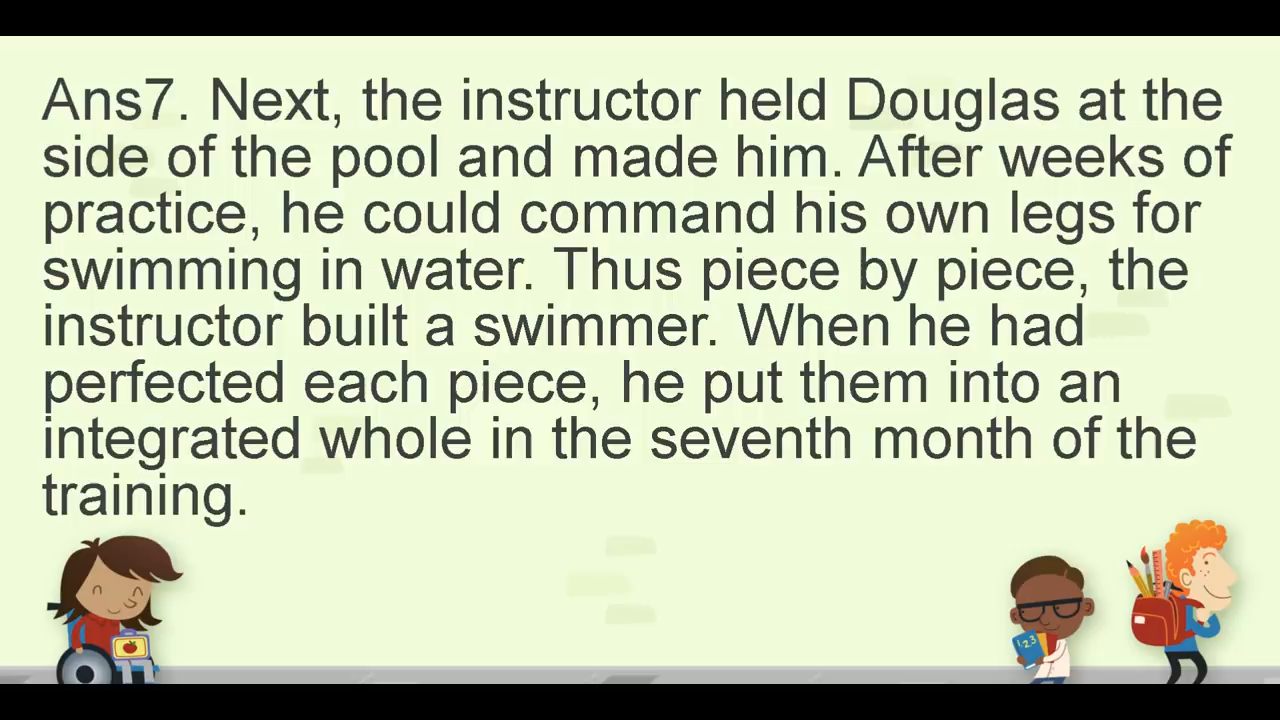 Ans7. Next, the instructor held Douglas at the
side of the pool and made him. After weeks of
practice, he could command his own legs for
swimming in water. Thus piece by piece, the
instructor built a swimmer. When he had
perfected each piece, he put them into an
integrated whole in the seventh month of the
training.
123